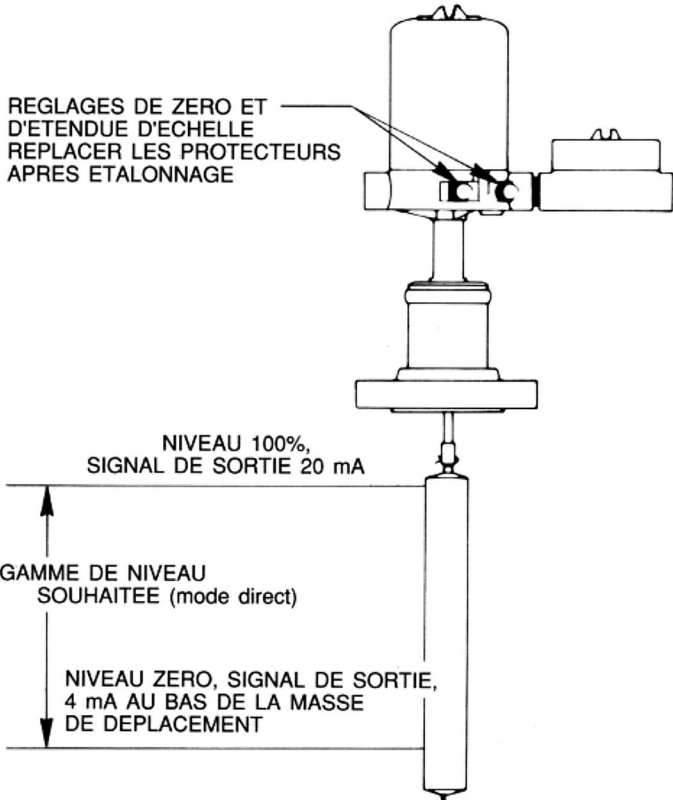 REGLAGES DE ZERO ET
D'ETENDUE D'ECHELLE
REPLACER LES PROTECTEURS
APRES ETALONNAGE
NIVEAU 100%,
SIGNAL DE SORTIE 20 mA
GAMME DE NIVEAU
SOUHAITEE (mode direct)
NIVEAU ZERO, SIGNAL DE SORTIE,
4 mA AU BAS DE LA MASSE
DE DEPLACEMENT